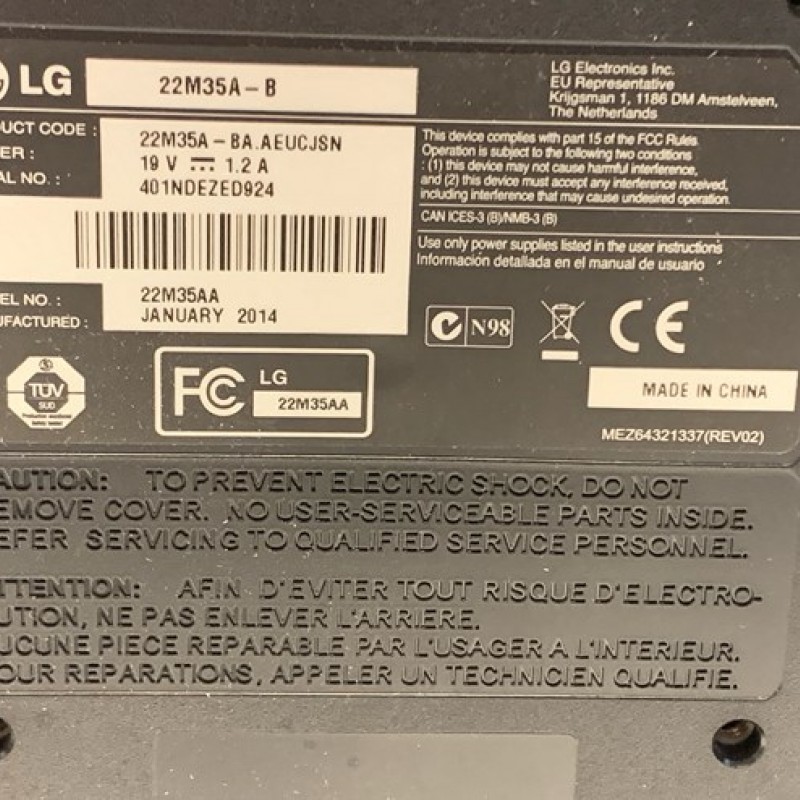 LG 22M35A-B
LG Electronics Inc.
EU Representative
Krijgsman 1, 1186 DM Amstelveen,
The Netherlands
UCT CODE : 22M35A-BA.AEUCJSN
ER : 19 V ⎓ 1.2 A
AL NO. : 401NDEZED924
This device complies with part 15 of the FCC Rules
Operation is subject to the following two conditions
: (1) this device may not cause harmful interference,
and (2) this device must accept any interference received,
including interference that may cause undesired operation.
CAN ICES-3 (B)/NMB-3 (B)
Use only power supplies listed in the user instructions
Información detallada en el manual de usuario
EL NO. : 22M35AA
UFACTURED : JANUARY 2014
N98
CE
TÜV
SÜD
FC LG
22M35AA
MADE IN CHINA
MEZ64321337(REV02)
AUTION: TO PREVENT ELECTRIC SHOCK, DO NOT
EMOVE COVER. NO USER-SERVICEABLE PARTS INSIDE.
EFER SERVICING TO QUALIFIED SERVICE PERSONNEL.
TTENTION: AFIN D'EVITER TOUT RISQUE D'ELECTRO-
UTION, NE PAS ENLEVER L'ARRIERE.
UCUNE PIECE REPARABLE PAR L'USAGER A L'INTERIEUR.
OUR REPARATIONS, APPELER UN TECHNICIEN QUALIFIE.